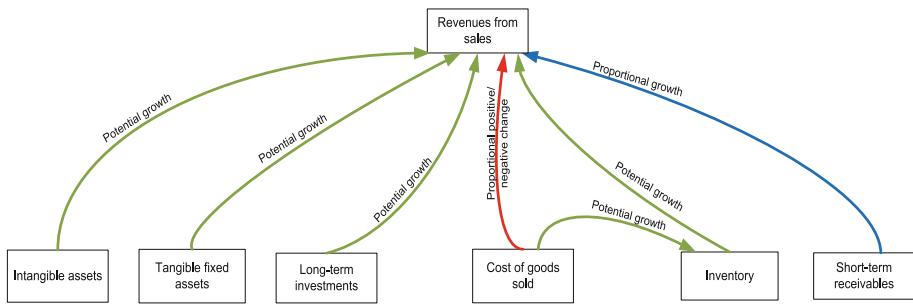 Revenues from
sales
Potential growth
Potential growth
Potential growth
Proportional positive/
negative change
Proportional growth
Potential growth
Potential growth
Intangible assets
Tangible fixed
assets
Long-term
investments
Cost of goods
sold
Inventory
Short-term
receivables